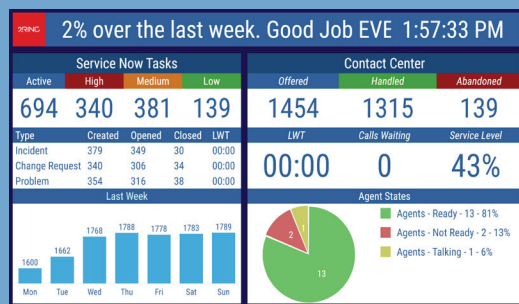 2RING
2% over the last week. Good Job EVE 1:57:33 PM
Service Now Tasks
Active High Medium Low
694 340 381 139
Type Created Opened Closed LWT
Incident 379 349 30 00:00
Change Request 340 306 34 00:00
Problem 354 316 38 00:00
Last Week
1600 1662 1768 1788 1778 1783 1789
Mon Tue Wed Thu Fri Sat Sun
Contact Center
Offered Handled Abandoned
1454 1315 139
LWT Calls Waiting Service Level
00:00 0 43%
Agent States
1
2
13
Agents - Ready - 13 - 81%
Agents - Not Ready - 2 - 13%
Agents - Talking - 1 - 6%